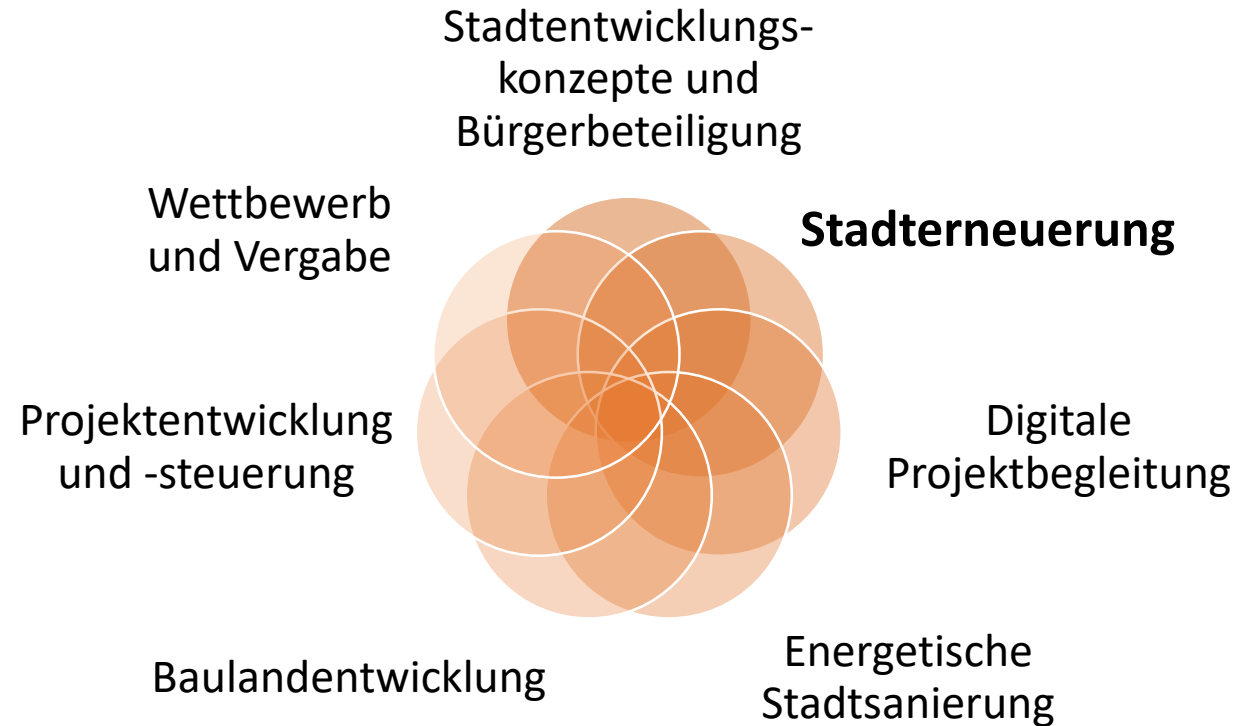 Stadtentwicklungs-
konzepte und
Bürgerbeteiligung
Stadterneuerung
Digitale
Projektbegleitung
Energetische
Stadtsanierung
Baulandentwicklung
Projektentwicklung
und -steuerung
Wettbewerb
und Vergabe